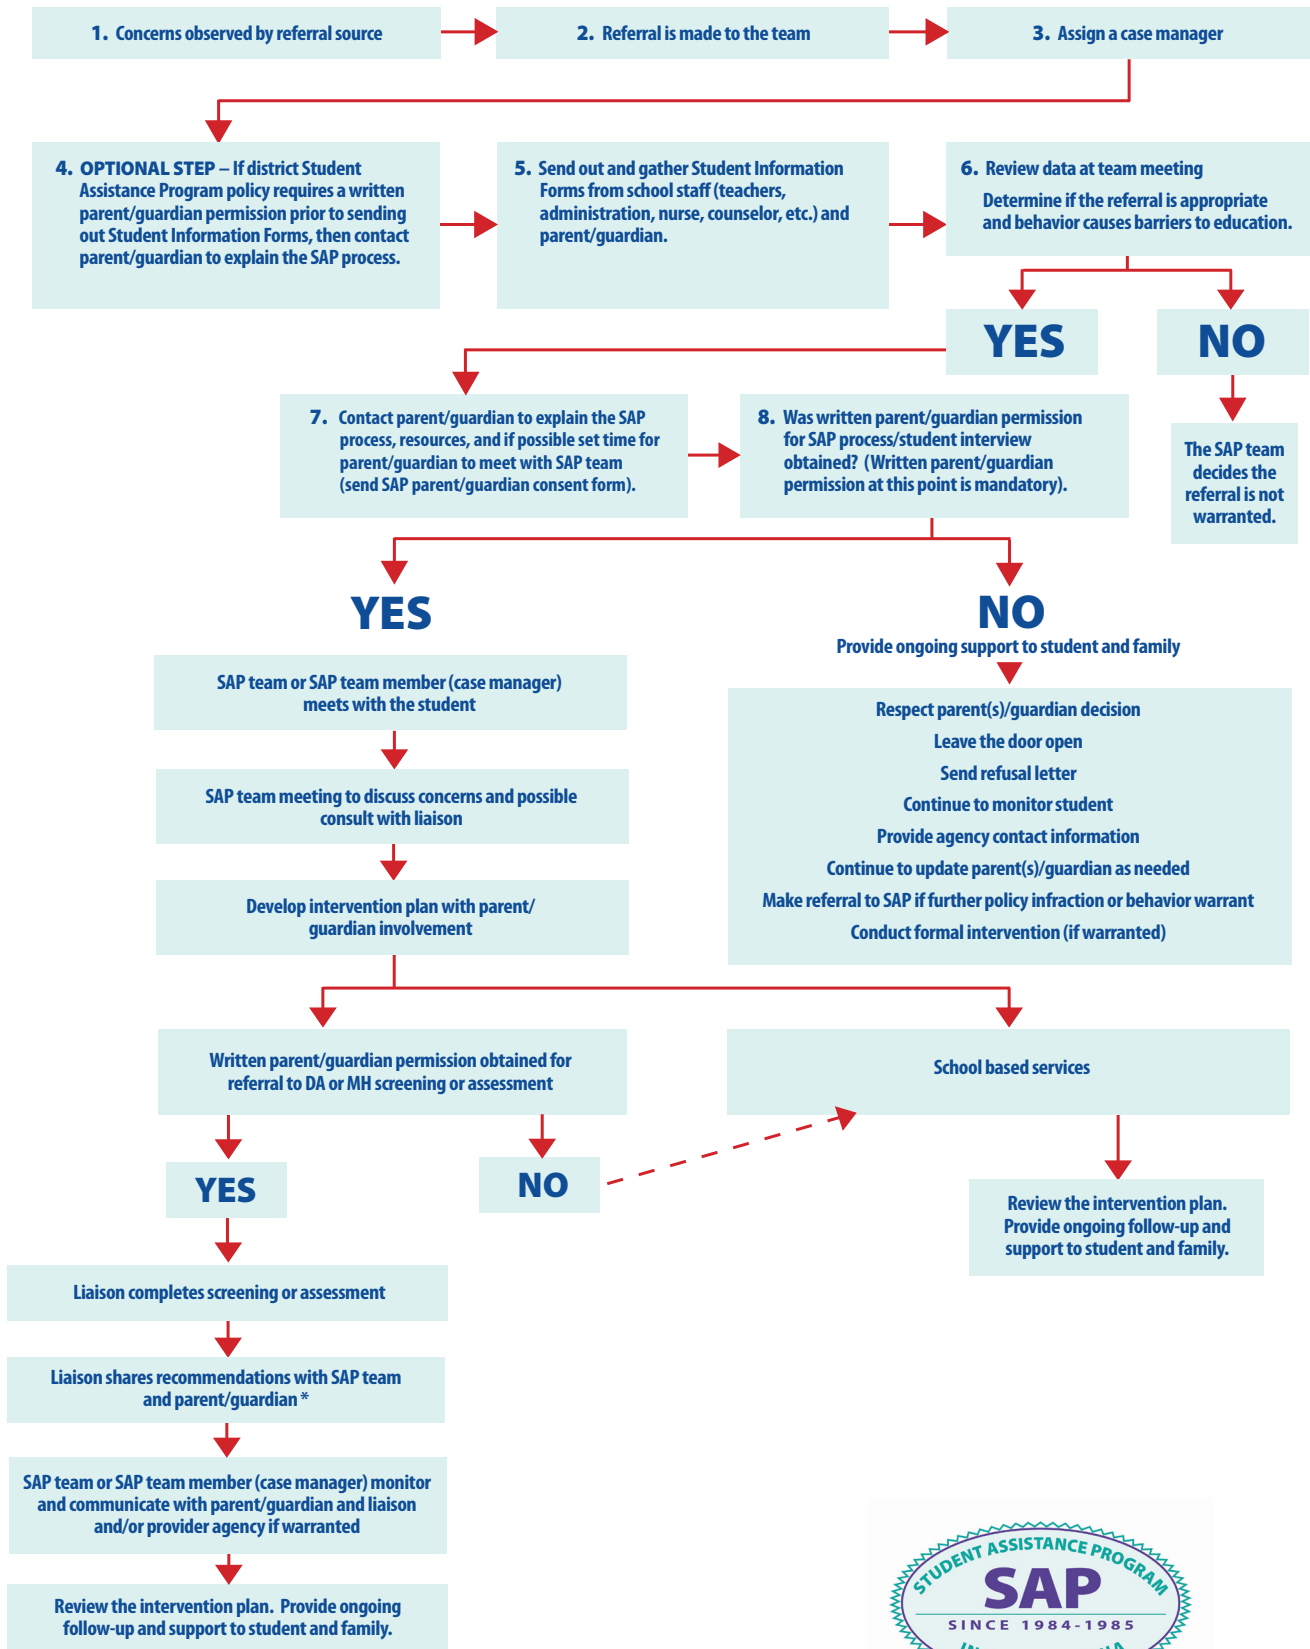 1. Concerns observed by referral source
2. Referral is made to the team
3. Assign a case manager
4. OPTIONAL STEP – If district Student
Assistance Program policy requires a written
parent/guardian permission prior to sending
out Student Information Forms, then contact
parent/guardian to explain the SAP process.
5. Send out and gather Student Information
Forms from school staff (teachers,
administration, nurse, counselor, etc.) and
parent/guardian.
6. Review data at team meeting
Determine if the referral is appropriate
and behavior causes barriers to education.
YES
NO
7. Contact parent/guardian to explain the SAP
process, resources, and if possible set time for
parent/guardian to meet with SAP team
(send SAP parent/guardian consent form).
8. Was written parent/guardian permission
for SAP process/student interview
obtained? (Written parent/guardian
permission at this point is mandatory).
The SAP team
decides the
referral is not
warranted.
YES
NO
Provide ongoing support to student and family
SAP team or SAP team member (case manager)
meets with the student
SAP team meeting to discuss concerns and possible
consult with liaison
Develop intervention plan with parent/
guardian involvement
Respect parent(s)/guardian decision
Leave the door open
Send refusal letter
Continue to monitor student
Provide agency contact information
Continue to update parent(s)/guardian as needed
Make referral to SAP if further policy infraction or behavior warrant
Conduct formal intervention (if warranted)
Written parent/guardian permission obtained for
referral to DA or MH screening or assessment
School based services
YES
NO
Review the intervention plan.
Provide ongoing follow-up and
support to student and family.
Liaison completes screening or assessment
Liaison shares recommendations with SAP team
and parent/guardian *
SAP team or SAP team member (case manager) monitor
and communicate with parent/guardian and liaison
and/or provider agency if warranted
Review the intervention plan. Provide ongoing
follow-up and support to student and family.
STUDENT ASSISTANCE PROGRAM
SAP
SINCE 1984-1985